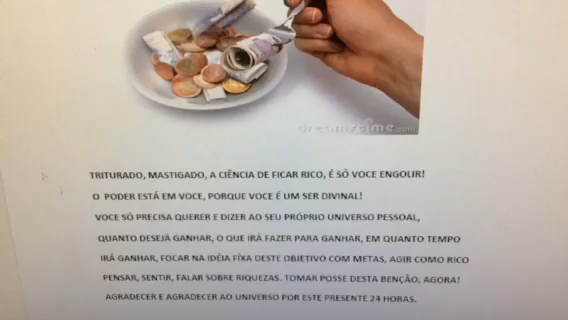 dreamstime.com
TRITURADO, MASTIGADO, A CIÊNCIA DE FICAR RICO, É SÓ VOCE ENGOLIR!
O PODER ESTÁ EM VOCE, PORQUE VOCE É UM SER DIVINAL!
VOCE SÓ PRECISA QUERER E DIZER AO SEU PRÓPRIO UNIVERSO PESSOAL,
QUANTO DESEJA GANHAR, O QUE IRÁ FAZER PARA GANHAR, EM QUANTO TEMPO
IRÁ GANHAR, FOCAR NA IDÉIA FÍXA DESTE OBJETIVO COM METAS, AGIR COMO RICO
PENSAR, SENTIR, FALAR SOBRE RIQUEZAS. TOMAR POSSE DESTA BENÇÃO, AGORA!
AGRADECER E AGRADECER AO UNIVERSO POR ESTE PRESENTE 24 HORAS.